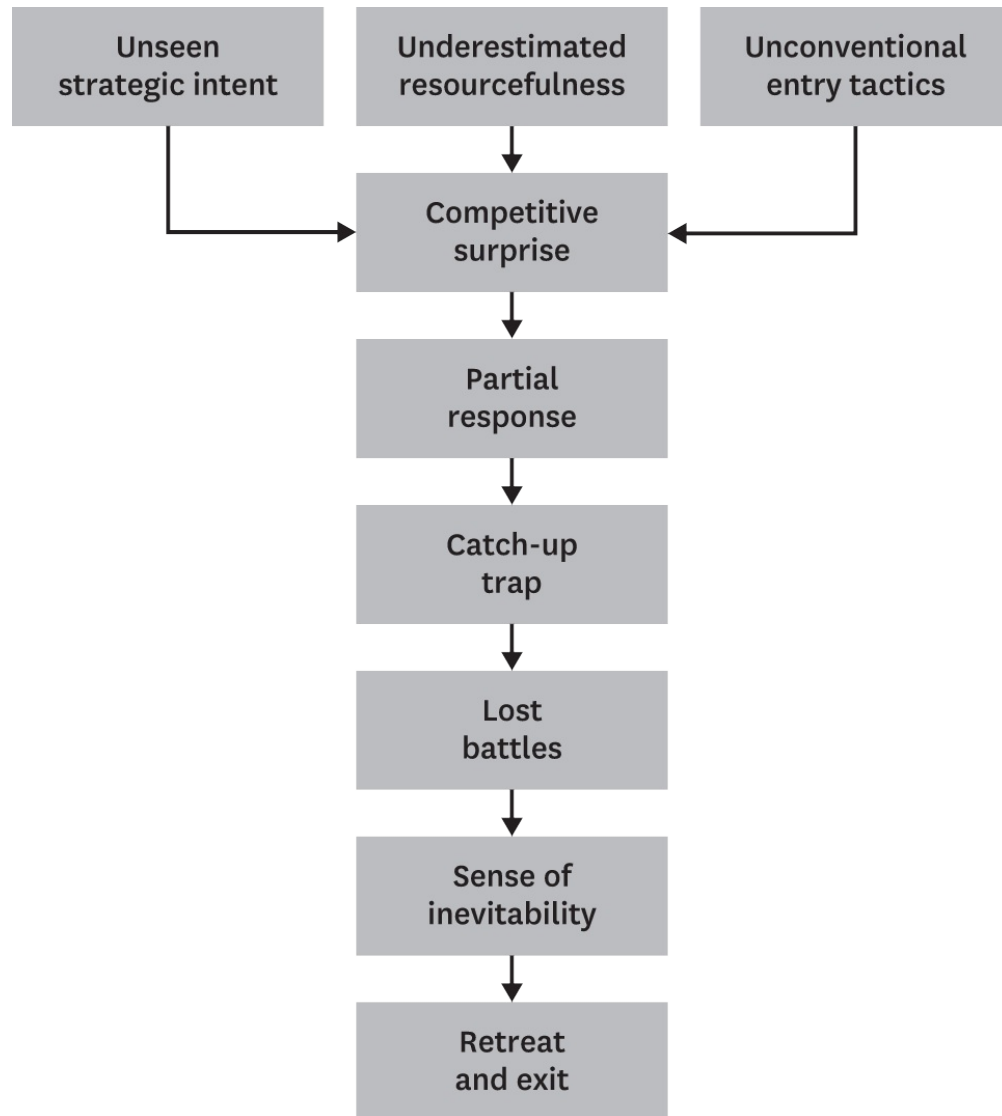 Unseen
strategic intent
Underestimated
resourcefulness
Unconventional
entry tactics
Competitive
surprise
Partial
response
Catch-up
trap
Lost
battles
Sense of
inevitability
Retreat
and exit